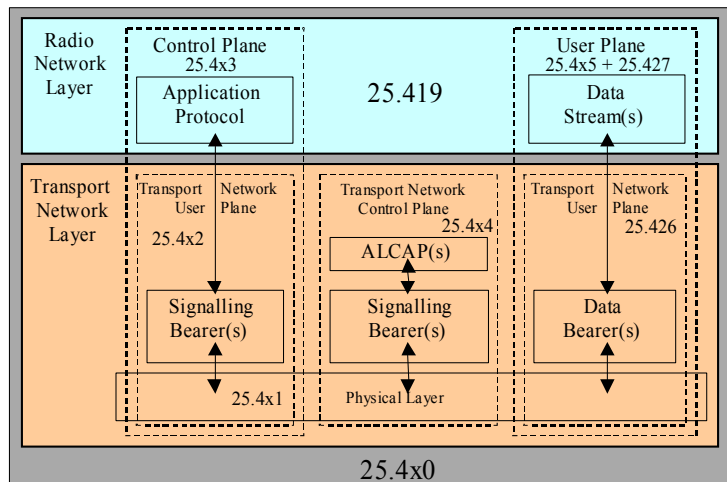 Radio
Network
Layer
Control Plane
25.4x3
Application
Protocol
25.419
User Plane
25.4x5 + 25.427
Data
Stream(s)
Transport
Network
Layer
Transport Network
User Plane
25.4x2
Transport Network
Control Plane
25.4x4
ALCAP(s)
Transport Network
User Plane
25.426
Signalling
Bearer(s)
Signalling
Bearer(s)
Data
Bearer(s)
25.4x1
Physical Layer
25.4x0